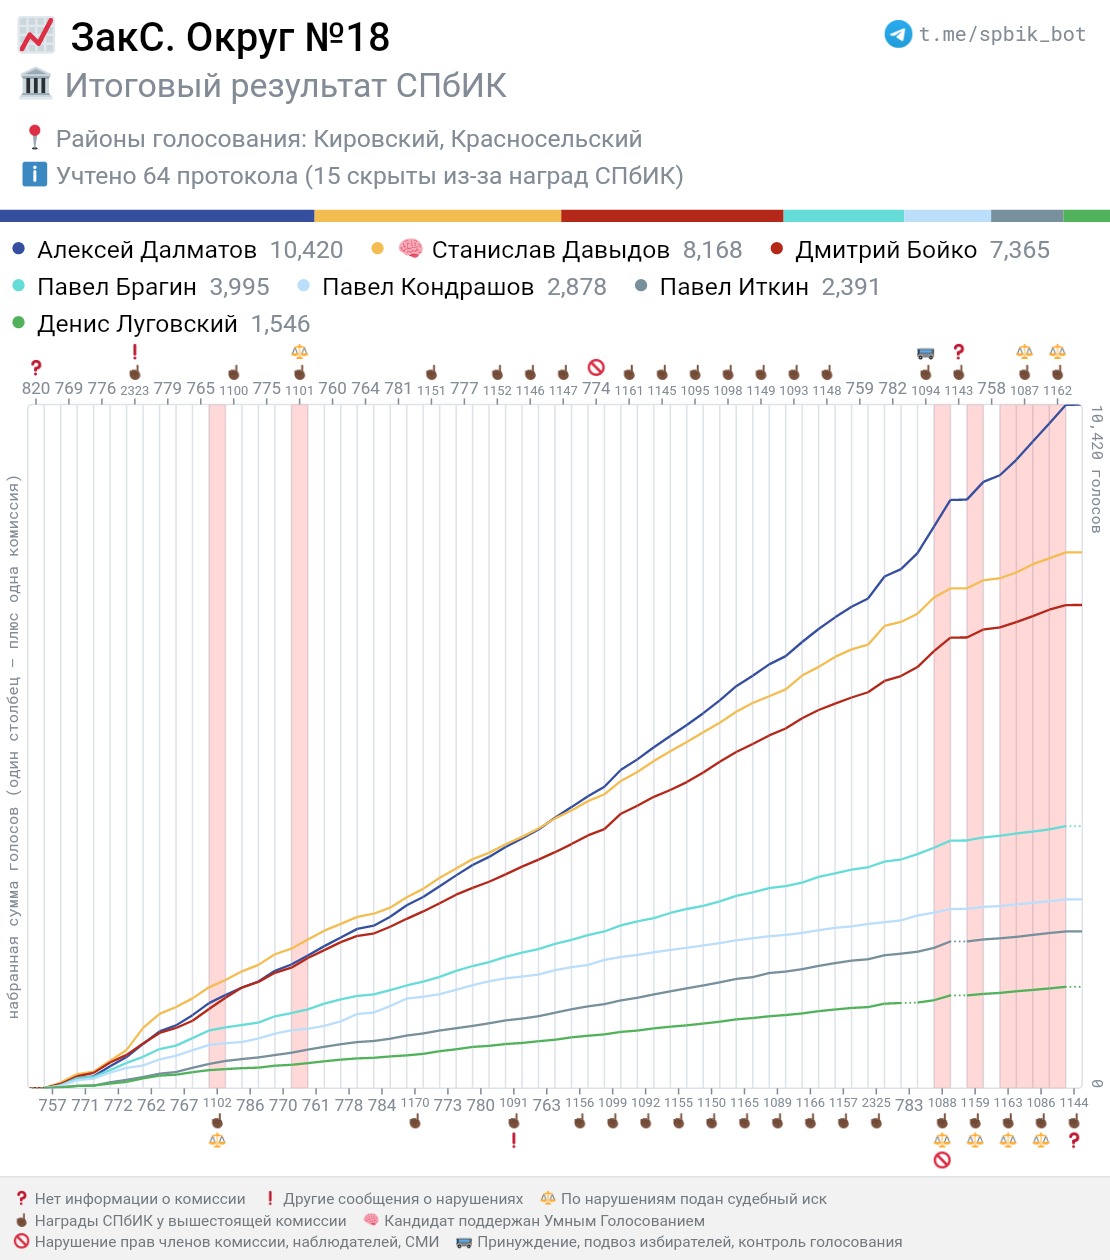 ЗакС. Округ №18
t.me/spbik_bot
Итоговый результат СПбИК
Районы голосования: Кировский, Красносельский
Учтено 64 протокола (15 скрыты из-за наград СПбИК)
Алексей Далматов 10,420 Станислав Давыдов 8,168 Дмитрий Бойко 7,365
Павел Брагин 3,995 Павел Кондрашов 2,878 Павел Иткин 2,391
Денис Луговский 1,546
820 769 776 2323 779 765 1100 775 1101 760 764 781 1151 777 1152 1146 1147 774 1161 1145 1095 1098 1149 1093 1148 759 782 1094 1143 758 1087 1162
10,420 голосов
набранная сумма голосов (один столбец — плюс одна комиссия)
0
757 771 772 762 767 1102 786 770 761 778 784 1170 773 780 1091 763 1156 1099 1092 1155 1150 1165 1089 1166 1157 2325 783 1088 1159 1163 1086 1144
Нет информации о комиссии Другие сообщения о нарушениях По нарушениям подан судебный иск
Награды СПбИК у вышестоящей комиссии Кандидат поддержан Умным Голосованием
Нарушение прав членов комиссии, наблюдателей, СМИ Принуждение, подвоз избирателей, контроль голосования